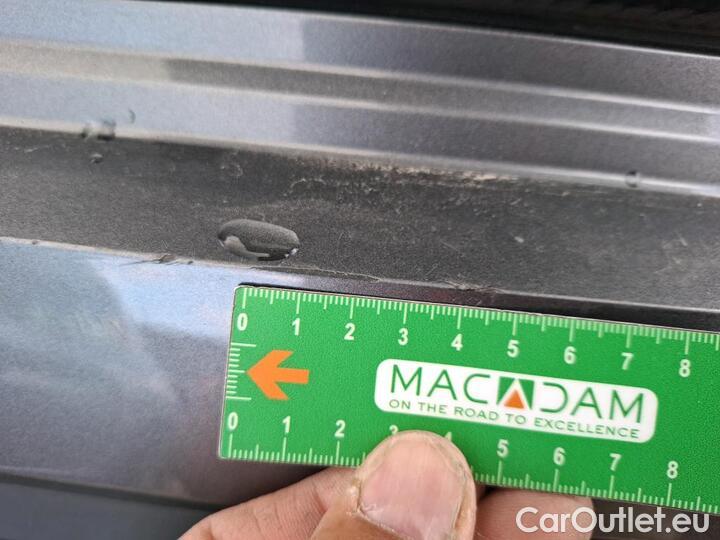 0 1 2 3 4 5 6 7 8
MACADAM
ON THE ROAD TO EXCELLENCE
0 1 2 3 4 5 6 7 8
CarOutlet.eu